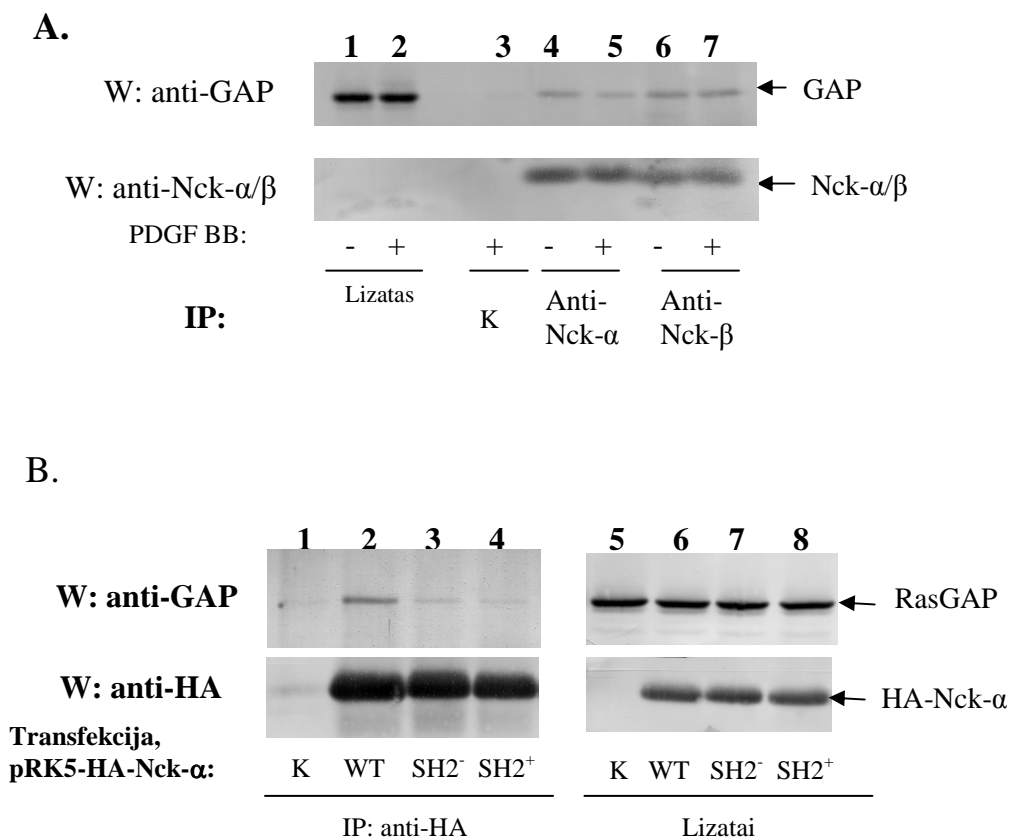 A.
1 2 3 4 5 6 7
W: anti-GAP
GAP
W: anti-Nck-α/β
Nck-α/β
PDGF BB:
- + + - + - +
Lizatas
IP:
K
Anti-
Nck-α
Anti-
Nck-β
B.
1 2 3 4 5 6 7 8
W: anti-GAP
RasGAP
W: anti-HA
HA-Nck-α
Transfekcija,
pRK5-HA-Nck-α:
K WT SH2⁻ SH2⁺ K WT SH2⁻ SH2⁺
IP: anti-HA
Lizatai